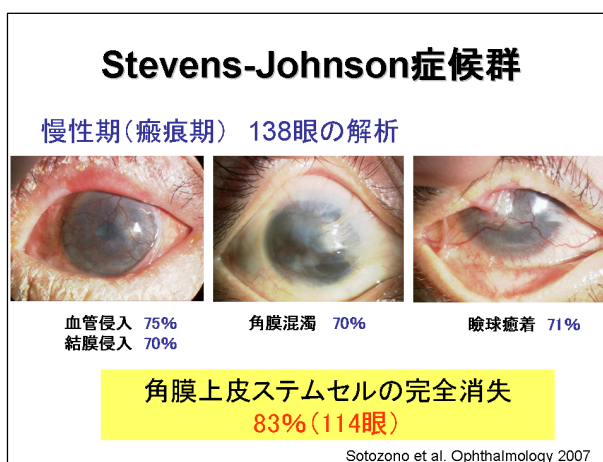 Stevens-Johnson症候群
慢性期(瘢痕期) 138眼の解析
血管侵入 75%
結膜侵入 70%
角膜混濁 70%
瞼球癒着 71%
角膜上皮ステムセルの完全消失
83%(114眼)
Sotozono et al. Ophthalmology 2007